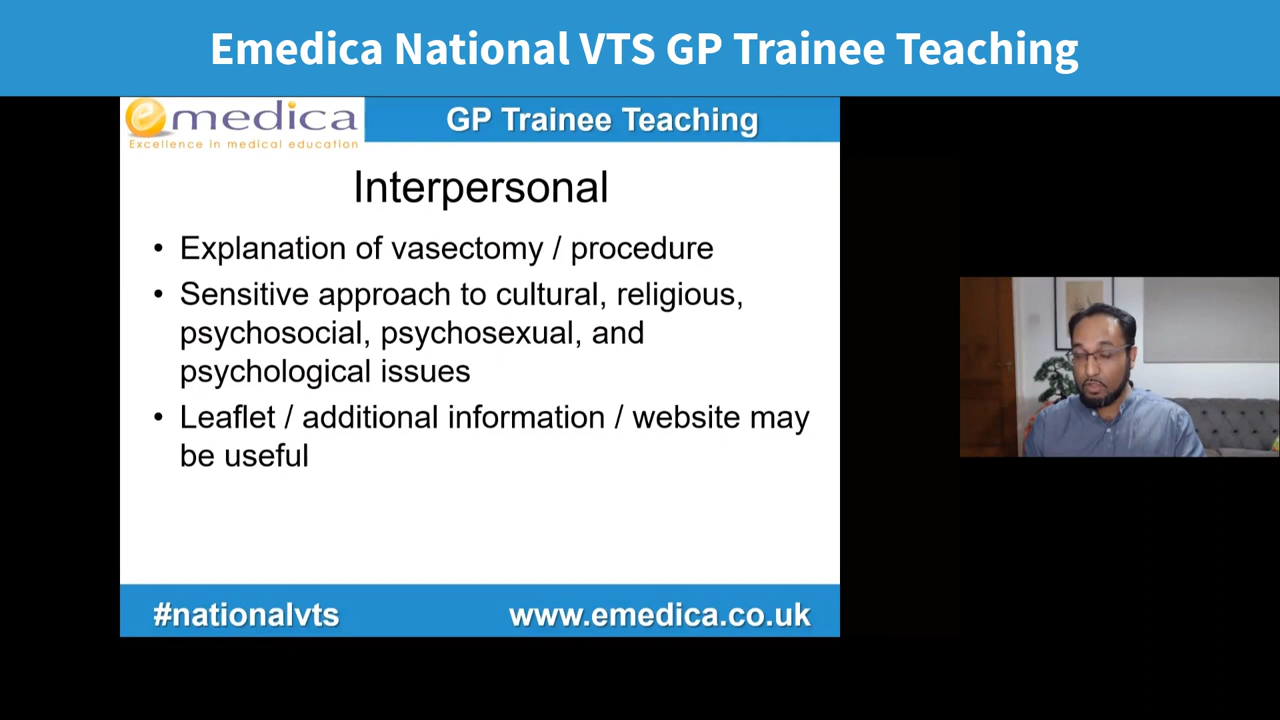 Emedica National VTS GP Trainee Teaching
emedica
Excellence in medical education
GP Trainee Teaching
Interpersonal
• Explanation of vasectomy / procedure
• Sensitive approach to cultural, religious,
psychosocial, psychosexual, and
psychological issues
• Leaflet / additional information / website may
be useful
#nationalvts
www.emedica.co.uk